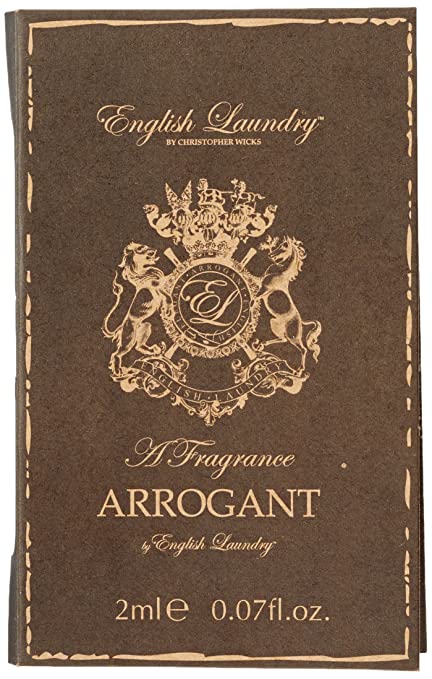 English Laundry™
BY CHRISTOPHER WICKS
ARROGANT
EL
ENGLISH • LAUNDRY
A Fragrance
ARROGANT
by English Laundry™
2ml e 0.07fl.oz.